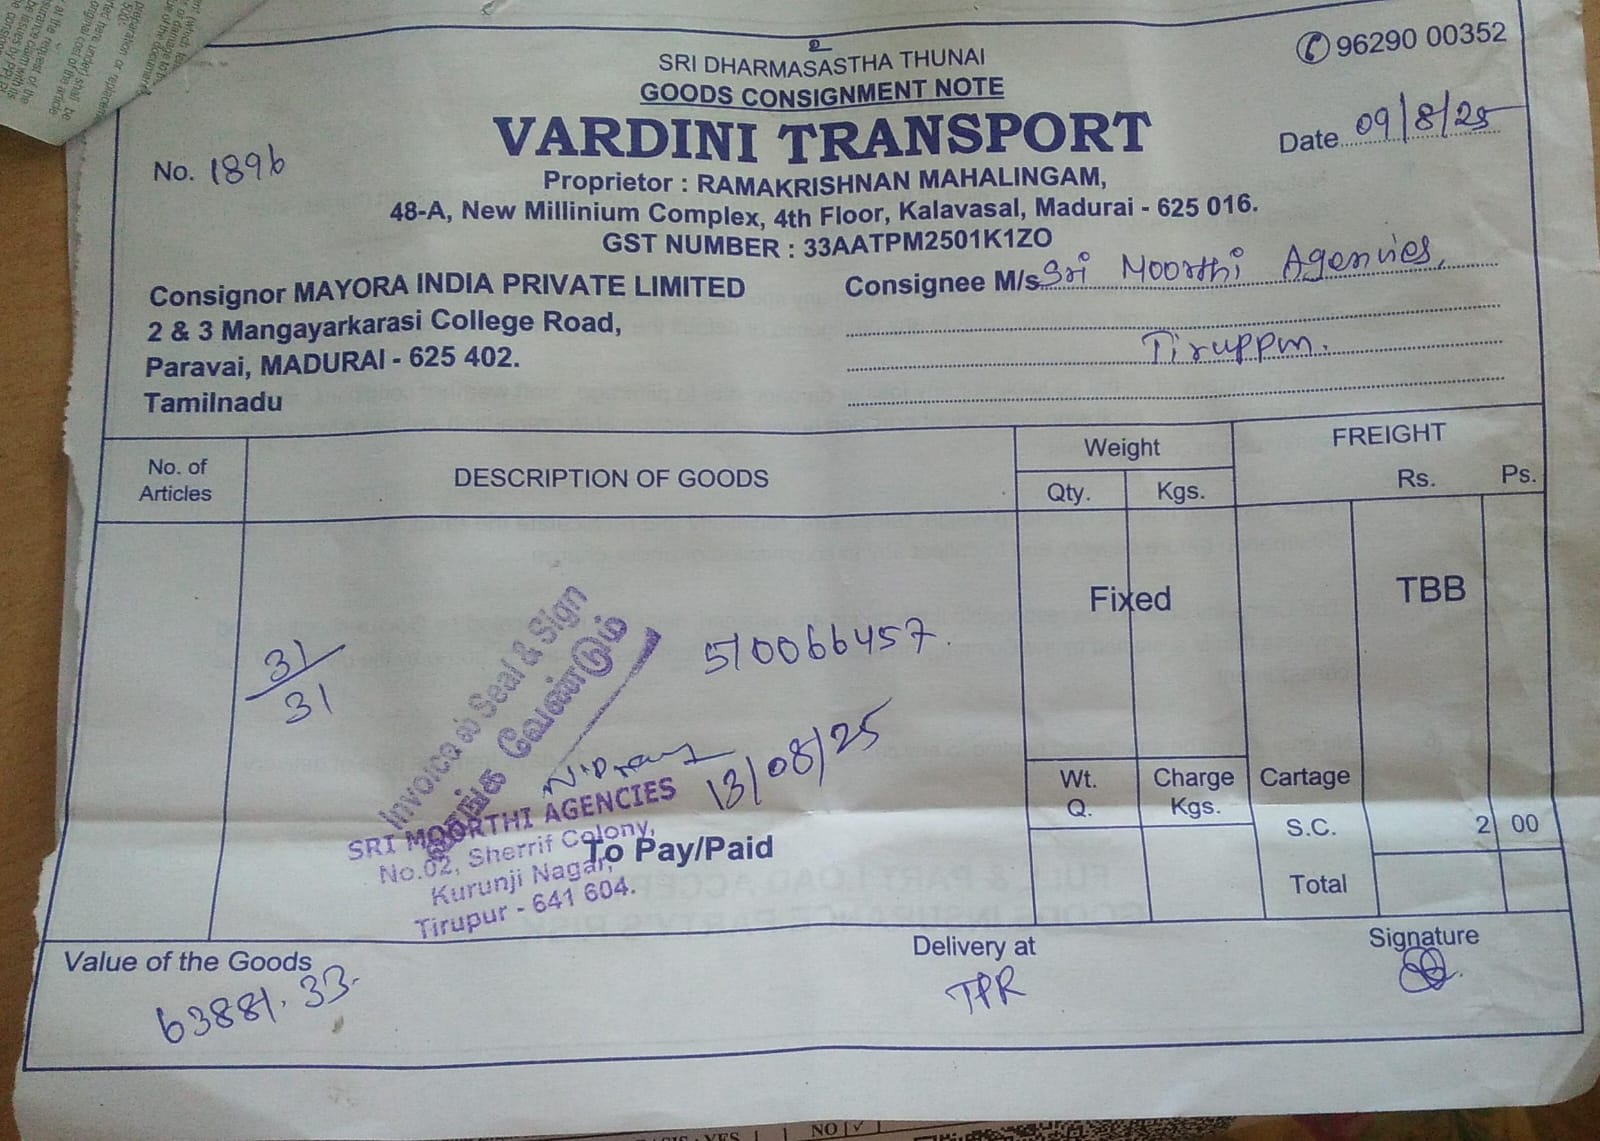 உ
SRI DHARMASASTHA THUNAI
✆ 96290 00352
GOODS CONSIGNMENT NOTE
VARDINI TRANSPORT
No. 1896
Date 09/8/25
Proprietor : RAMAKRISHNAN MAHALINGAM,
48-A, New Millinium Complex, 4th Floor, Kalavasal, Madurai - 625 016.
GST NUMBER : 33AATPM2501K1ZO
Consignor MAYORA INDIA PRIVATE LIMITED
2 & 3 Mangayarkarasi College Road,
Paravai, MADURAI - 625 402.
Tamilnadu
Consignee M/s Sri Moorthi Agencies,
Tiruppm.
No. of Articles
DESCRIPTION OF GOODS
Weight
Qty. Kgs.
FREIGHT
Rs. Ps.
Fixed
TBB
31/31
510066457.
Invoice ல் Seal & Sign
வேண்டும்
13/08/25
SRI MOORTHI AGENCIES
No.02, Sherrif Colony,
Kurunji Nagar,
Tirupur - 641 604.
To Pay/Paid
Wt. Q.
Charge Kgs.
Cartage
S.C. 2 00
Total
Value of the Goods
63881.33
Delivery at
TPR
Signature
NO ✓